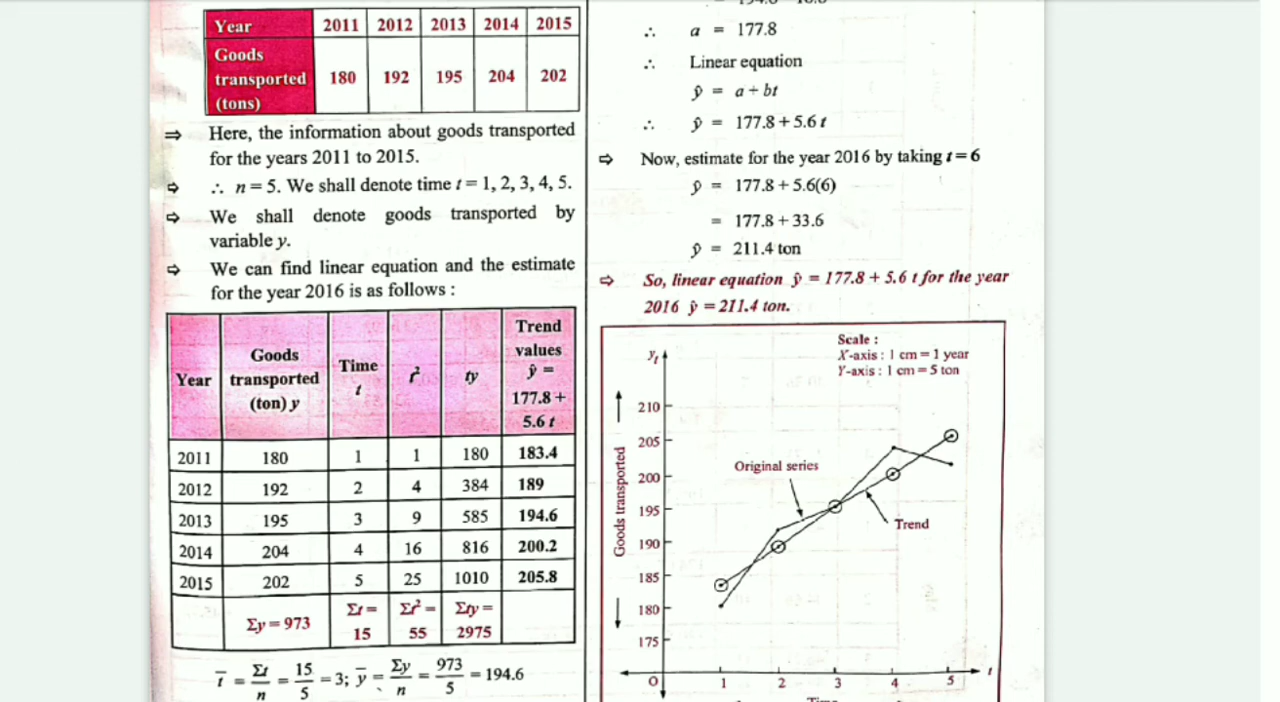 Year 2011 2012 2013 2014 2015
Goods
transported
(tons) 180 192 195 204 202
⇒ Here, the information about goods transported
for the years 2011 to 2015.
⇒ ∴ n = 5. We shall denote time t = 1, 2, 3, 4, 5.
⇒ We shall denote goods transported by
variable y.
⇒ We can find linear equation and the estimate
for the year 2016 is as follows :
Year Goods transported (ton) y Time t t² ty Trend values ŷ = 177.8 + 5.6 t
2011 180 1 1 180 183.4
2012 192 2 4 384 189
2013 195 3 9 585 194.6
2014 204 4 16 816 200.2
2015 202 5 25 1010 205.8
Σy = 973 Σt = 15 Σt² = 55 Σty = 2975
t̅ = Σt/n = 15/5 = 3; y̅ = Σy/n = 973/5 = 194.6
∴ a = 177.8
∴ Linear equation
ŷ = a + bt
∴ ŷ = 177.8 + 5.6 t
⇒ Now, estimate for the year 2016 by taking t = 6
ŷ = 177.8 + 5.6(6)
= 177.8 + 33.6
ŷ = 211.4 ton
⇒ So, linear equation ŷ = 177.8 + 5.6 t for the year
2016 ŷ = 211.4 ton.
Scale :
X-axis : 1 cm = 1 year
Y-axis : 1 cm = 5 ton
yt
210
205
200
195
190
185
180
175
Goods transported
Original series
Trend
O 1 2 3 4 5 t